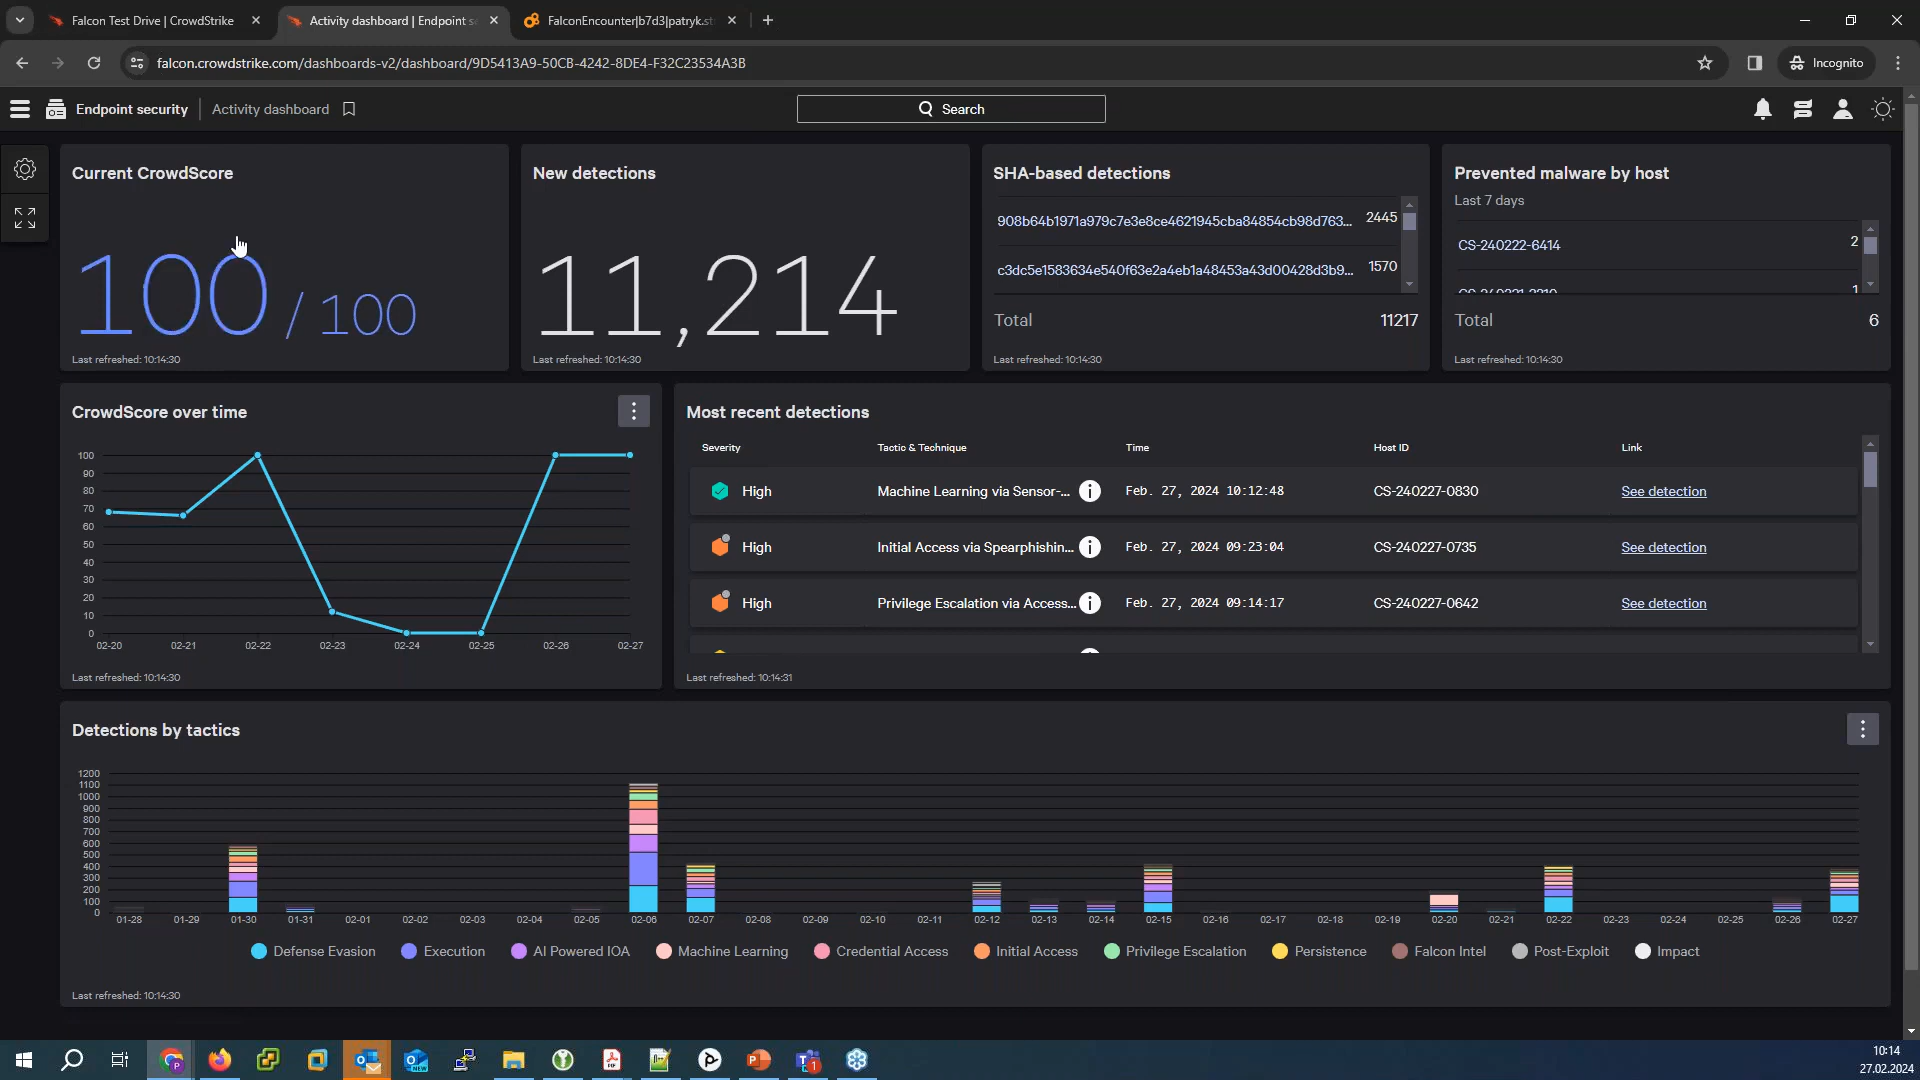 Falcon Test Drive | CrowdStrike
Activity dashboard | Endpoint se
FalconEncounter|b7d3|patryk.st
falcon.crowdstrike.com/dashboards-v2/dashboard/9D5413A9-50CB-4242-8DE4-F32C23534A3B
Incognito
Endpoint security
Activity dashboard
Search
Current CrowdScore
100 / 100
Last refreshed: 10:14:30
New detections
11,214
Last refreshed: 10:14:30
SHA-based detections
908b64b1971a979c7e3e8ce4621945cba84854cb98d763... 2445
c3dc5e1583634e540f63e2a4eb1a48453a43d00428d3b9... 1570
Total 11217
Last refreshed: 10:14:30
Prevented malware by host
Last 7 days
CS-240222-6414 2
1
Total 6
Last refreshed: 10:14:30
CrowdScore over time
100
90
80
70
60
50
40
30
20
10
0
02-20 02-21 02-22 02-23 02-24 02-25 02-26 02-27
Last refreshed: 10:14:30
Most recent detections
Severity Tactic & Technique Time Host ID Link
High Machine Learning via Sensor-... Feb. 27, 2024 10:12:48 CS-240227-0830 See detection
High Initial Access via Spearphishin... Feb. 27, 2024 09:23:04 CS-240227-0735 See detection
High Privilege Escalation via Access... Feb. 27, 2024 09:14:17 CS-240227-0642 See detection
Last refreshed: 10:14:31
Detections by tactics
1200
1100
1000
900
800
700
600
500
400
300
200
100
0
01-28 01-29 01-30 01-31 02-01 02-02 02-03 02-04 02-05 02-06 02-07 02-08 02-09 02-10 02-11 02-12 02-13 02-14 02-15 02-16 02-17 02-18 02-19 02-20 02-21 02-22 02-23 02-24 02-25 02-26 02-27
Defense Evasion Execution AI Powered IOA Machine Learning Credential Access Initial Access Privilege Escalation Persistence Falcon Intel Post-Exploit Impact
Last refreshed: 10:14:30
10:14
27.02.2024